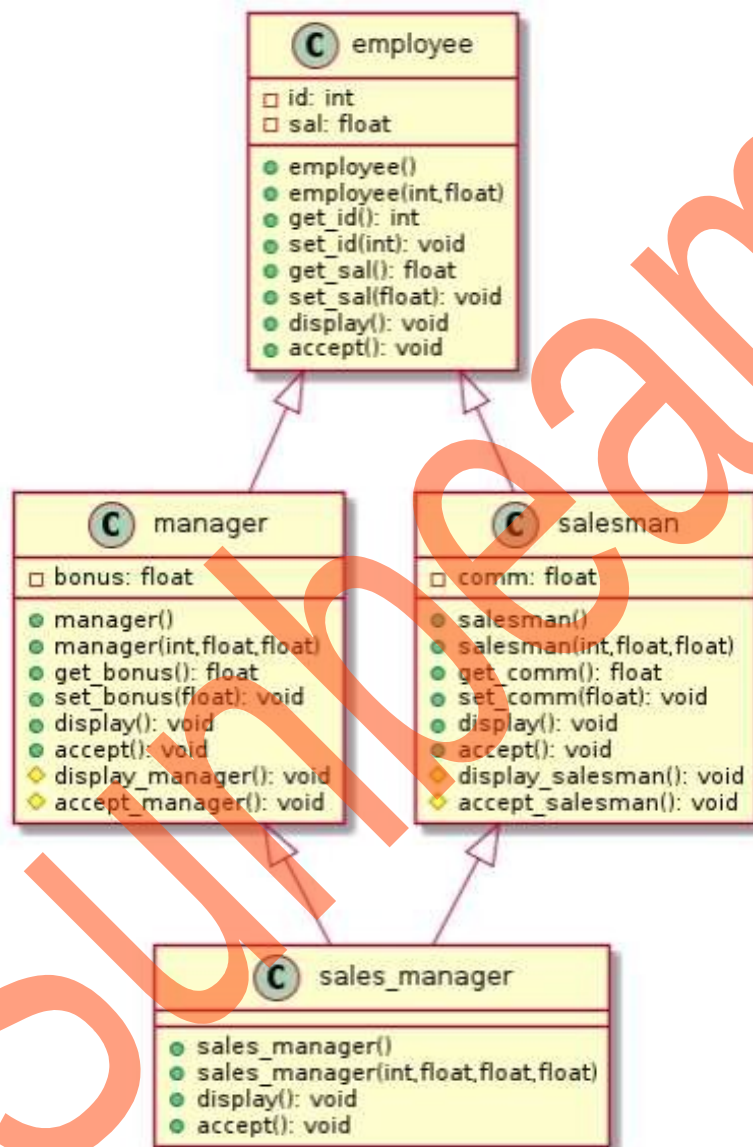 C employee
id: int
sal: float
employee()
employee(int,float)
get_id(): int
set_id(int): void
get_sal(): float
set_sal(float): void
display(): void
accept(): void
C manager
bonus: float
manager()
manager(int,float,float)
get_bonus(): float
set_bonus(float): void
display(): void
accept(): void
display_manager(): void
accept_manager(): void
C salesman
comm: float
salesman()
salesman(int,float,float)
get_comm(): float
set_comm(float): void
display(): void
accept(): void
display_salesman(): void
accept_salesman(): void
C sales_manager
sales_manager()
sales_manager(int,float,float,float)
display(): void
accept(): void